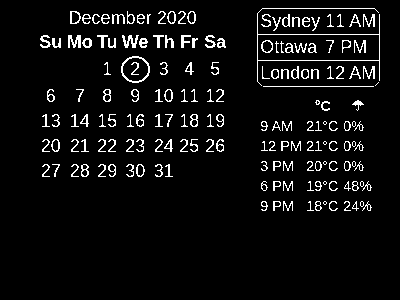 December 2020
Su Mo Tu We Th Fr Sa
1 2 3 4 5
6 7 8 9 10 11 12
13 14 15 16 17 18 19
20 21 22 23 24 25 26
27 28 29 30 31
Sydney 11 AM
Ottawa 7 PM
London 12 AM
°C ☂
9 AM 21°C 0%
12 PM 21°C 0%
3 PM 20°C 0%
6 PM 19°C 48%
9 PM 18°C 24%